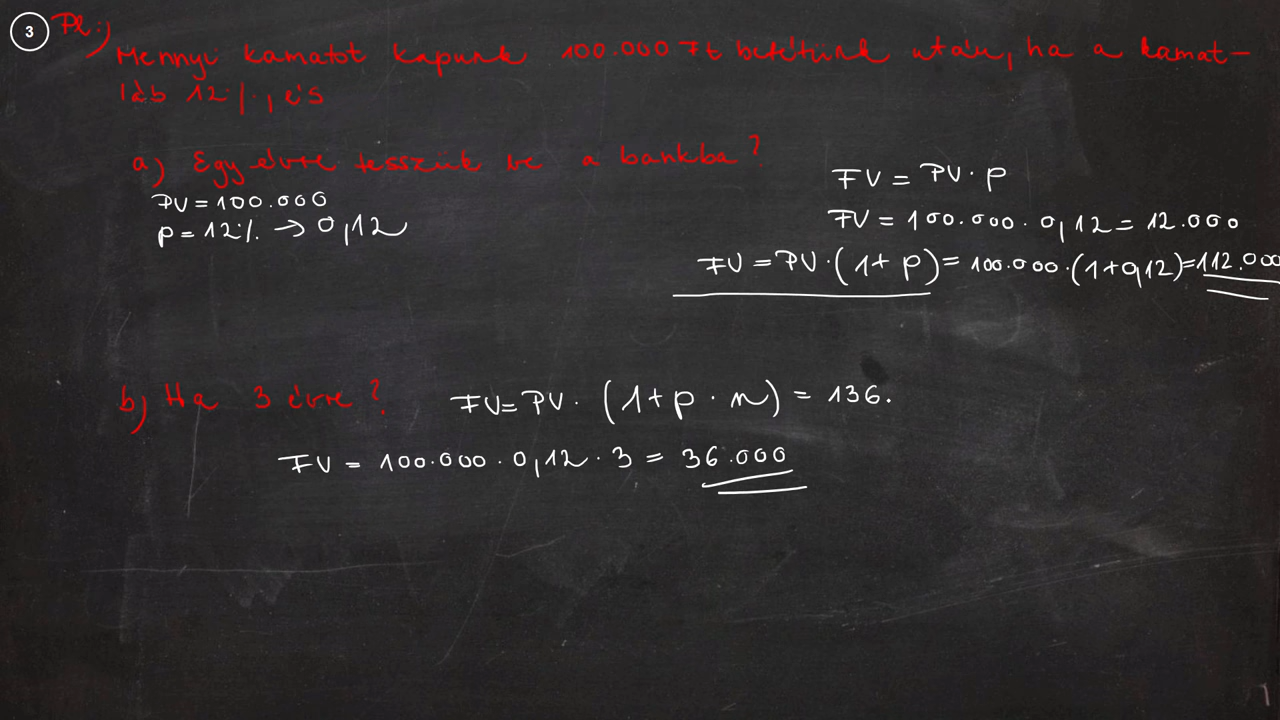 3
Pl.:)
Mennyi kamatot kapunk 100.000 Ft betétünk után, ha a kamat-
láb 12%, és
a) Egy évre tesszük be a bankba?
PV = 100.000
p = 12% → 0,12
FV = PV · p
FV = 100.000 · 0,12 = 12.000
FV = PV · (1 + p) = 100.000 · (1+0,12) = 112.000
b) Ha 3 évre?
FV = PV · (1 + p · n) = 136.
FV = 100.000 · 0,12 · 3 = 36.000
1